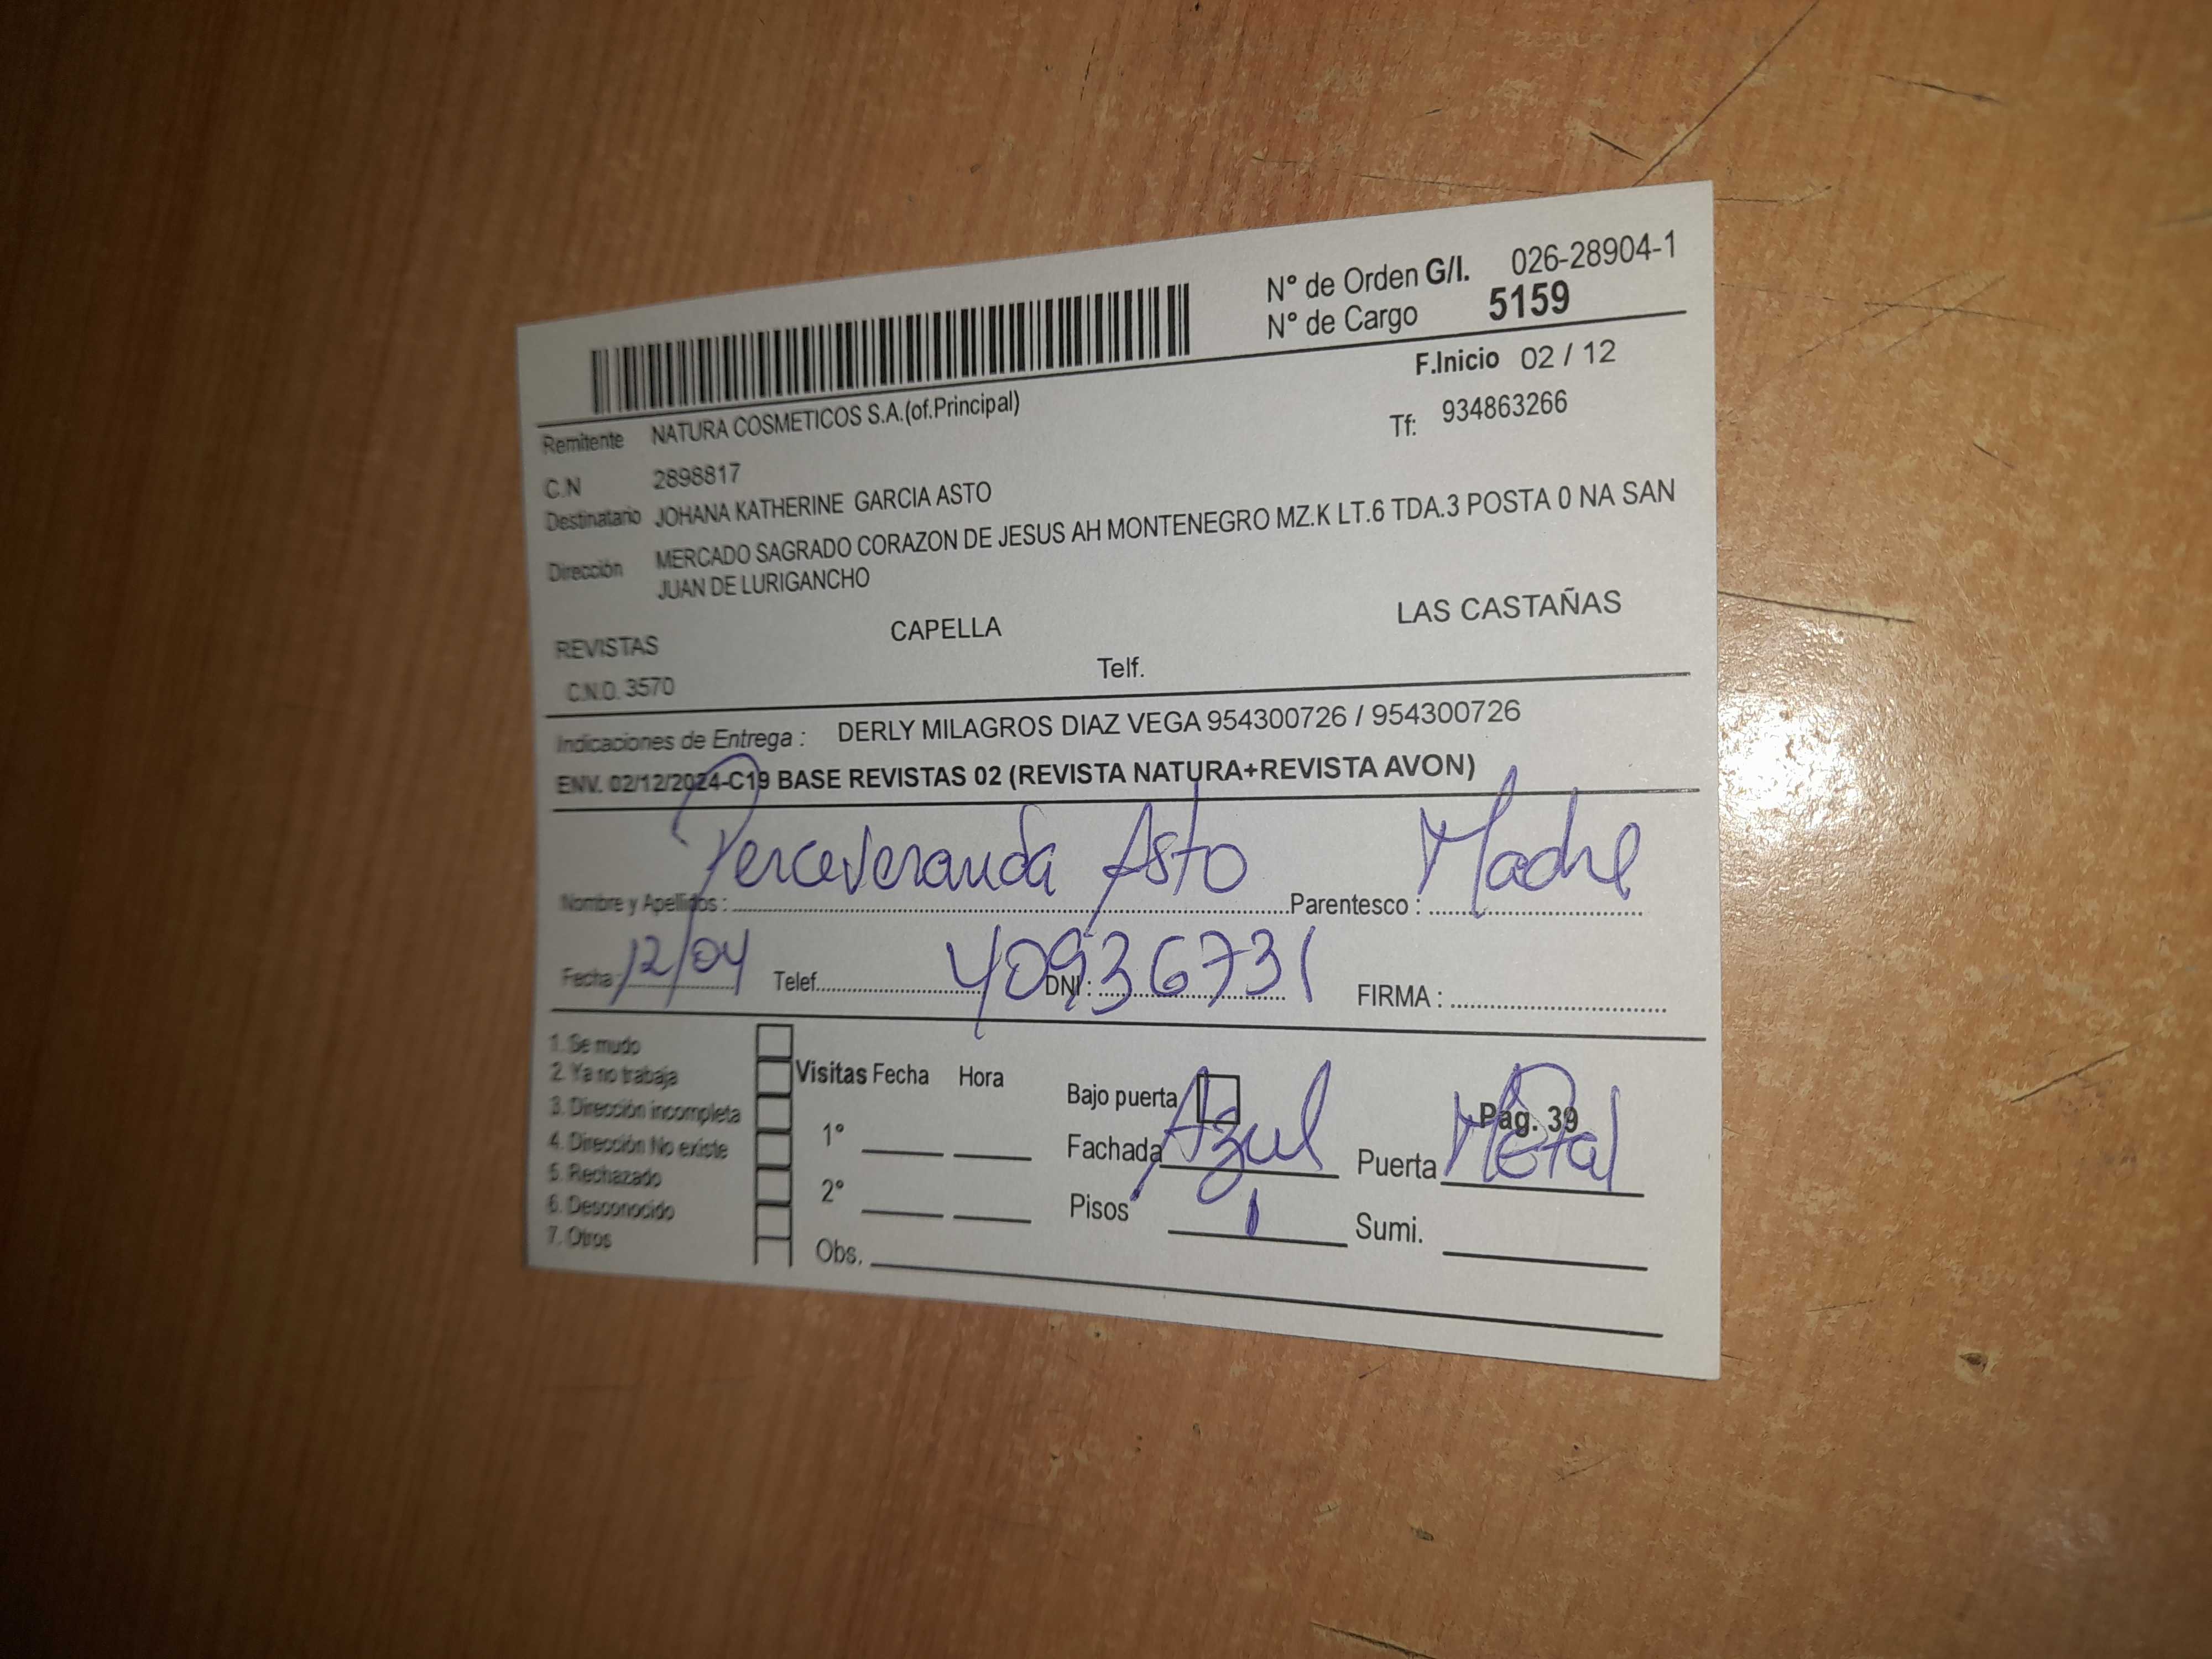 N° de Orden G/I. 026-28904-1
N° de Cargo 5159
F.Inicio 02 / 12
Remitente NATURA COSMETICOS S.A.(of.Principal)
Tf: 934863266
C.N 2898817
Destinatario JOHANA KATHERINE GARCIA ASTO
Dirección MERCADO SAGRADO CORAZON DE JESUS AH MONTENEGRO MZ.K LT.6 TDA.3 POSTA 0 NA SAN
JUAN DE LURIGANCHO
REVISTAS CAPELLA LAS CASTAÑAS
C.N.O. 3570 Telf.
Indicaciones de Entrega : DERLY MILAGROS DIAZ VEGA 954300726 / 954300726
ENV. 02/12/2024-C19 BASE REVISTAS 02 (REVISTA NATURA+REVISTA AVON)
Nombre y Apellidos : Perceveranda Asto Parentesco : Madre
Fecha : 12/04 Telef. DNI : 40936731 FIRMA :
1. Se mudo
2. Ya no trabaja Visitas Fecha Hora Bajo puerta Pag. 39
3. Dirección incompleta 1° Fachada Azul Puerta Metal
4. Dirección No existe
5. Rechazado 2° Pisos 1 Sumi.
6. Desconocido
7. Otros Obs.